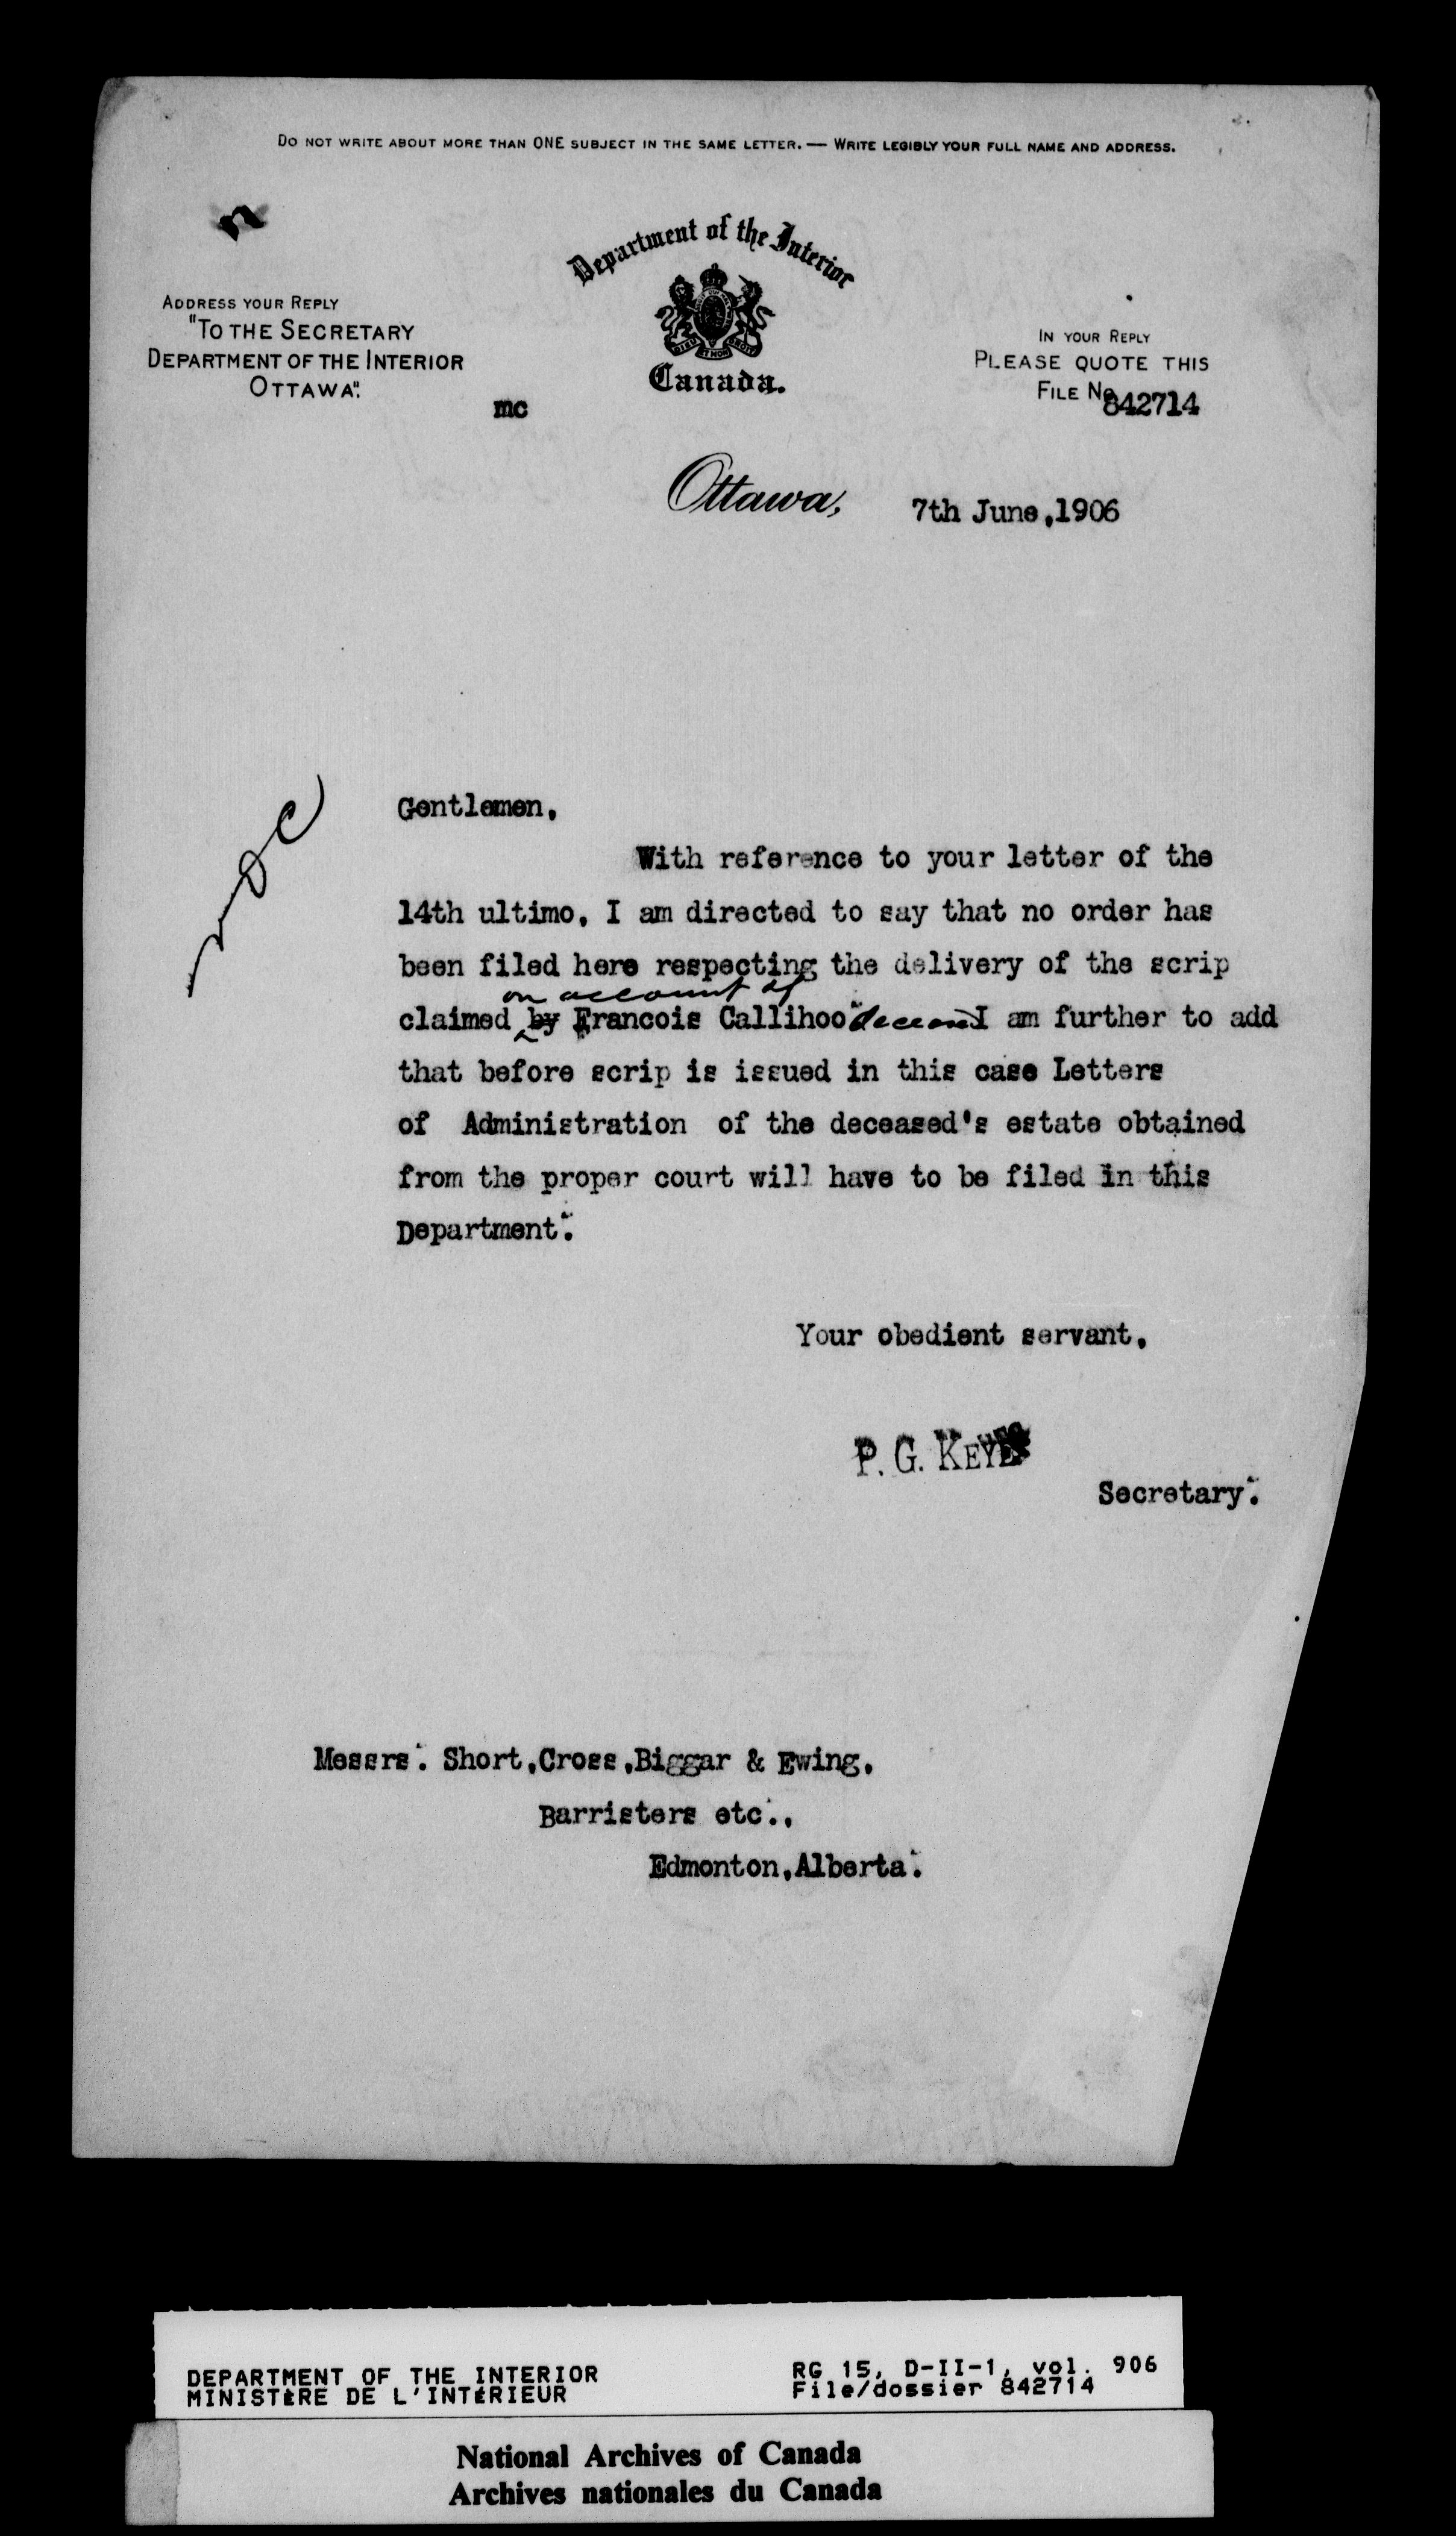 DO NOT WRITE ABOUT MORE THAN ONE SUBJECT IN THE SAME LETTER. — WRITE LEGIBLY YOUR FULL NAME AND ADDRESS.
Department of the Interior
Canada.
ADDRESS YOUR REPLY
"TO THE SECRETARY
DEPARTMENT OF THE INTERIOR
OTTAWA".
mc
IN YOUR REPLY
PLEASE QUOTE THIS
FILE No 842714
Ottawa, 7th June,1906
Gentlemen,
With reference to your letter of the
14th ultimo, I am directed to say that no order has
been filed here respecting the delivery of the scrip
on account of
claimed by Francois Callihoo deceased I am further to add
that before scrip is issued in this case Letters
of Administration of the deceased's estate obtained
from the proper court will have to be filed in this
Department.
Your obedient servant,
P. G. KEYES
Secretary.
Messrs. Short,Cross,Biggar & Ewing,
Barristers etc.,
Edmonton,Alberta.
DEPARTMENT OF THE INTERIOR
MINISTÈRE DE L'INTÉRIEUR
RG 15, D-II-1, vol. 906
File/dossier 842714
National Archives of Canada
Archives nationales du Canada